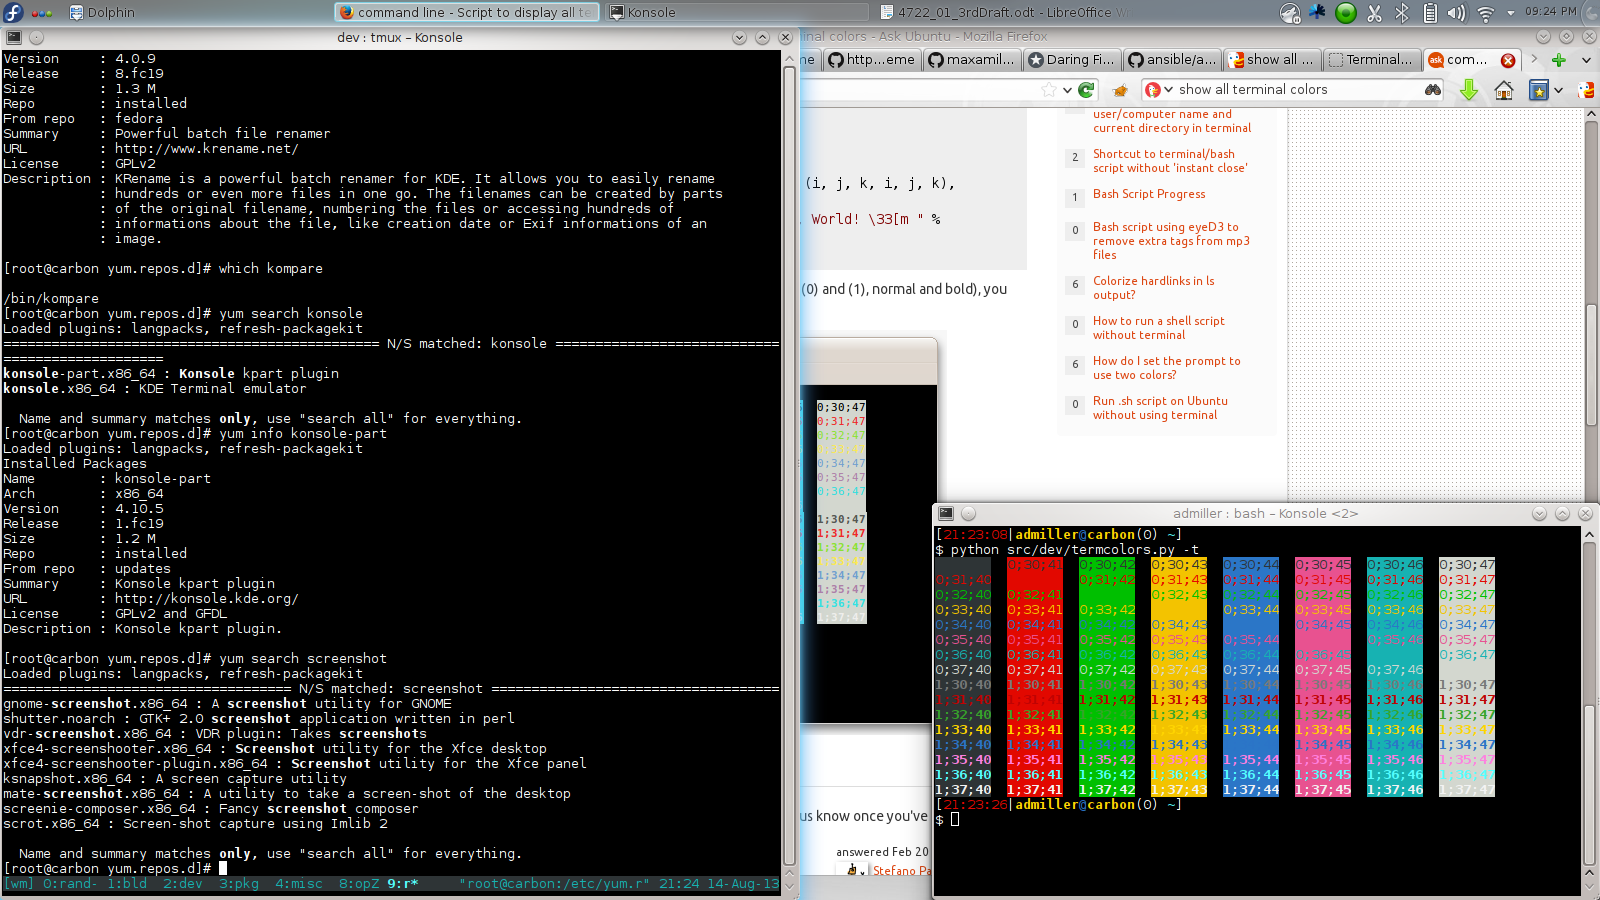 Dolphin
command line - Script to display all te
Konsole
4722_01_3rdDraft.odt - LibreOffice W
09:24 PM
dev : tmux – Konsole
Version     : 4.0.9
Release     : 8.fc19
Size        : 1.3 M
Repo        : installed
From repo   : fedora
Summary     : Powerful batch file renamer
URL         : http://www.krename.net/
License     : GPLv2
Description : KRename is a powerful batch renamer for KDE. It allows you to easily rename
            : hundreds or even more files in one go. The filenames can be created by parts
            : of the original filename, numbering the files or accessing hundreds of
            : informations about the file, like creation date or Exif informations of an
            : image.
[root@carbon yum.repos.d]# which kompare
/bin/kompare
[root@carbon yum.repos.d]# yum search konsole
Loaded plugins: langpacks, refresh-packagekit
=============================================== N/S matched: konsole ============================
====================
konsole-part.x86_64 : Konsole kpart plugin
konsole.x86_64 : KDE Terminal emulator
  Name and summary matches only, use "search all" for everything.
[root@carbon yum.repos.d]# yum info konsole-part
Loaded plugins: langpacks, refresh-packagekit
Installed Packages
Name        : konsole-part
Arch        : x86_64
Version     : 4.10.5
Release     : 1.fc19
Size        : 1.2 M
Repo        : installed
From repo   : updates
Summary     : Konsole kpart plugin
URL         : http://konsole.kde.org/
License     : GPLv2 and GFDL
Description : Konsole kpart plugin.
[root@carbon yum.repos.d]# yum search screenshot
Loaded plugins: langpacks, refresh-packagekit
==================================== N/S matched: screenshot ====================================
gnome-screenshot.x86_64 : A screenshot utility for GNOME
shutter.noarch : GTK+ 2.0 screenshot application written in perl
vdr-screenshot.x86_64 : VDR plugin: Takes screenshots
xfce4-screenshooter.x86_64 : Screenshot utility for the Xfce desktop
xfce4-screenshooter-plugin.x86_64 : Screenshot utility for the Xfce panel
ksnapshot.x86_64 : A screen capture utility
mate-screenshot.x86_64 : A utility to take a screen-shot of the desktop
screenie-composer.x86_64 : Fancy screenshot composer
scrot.x86_64 : Screen-shot capture using Imlib 2
  Name and summary matches only, use "search all" for everything.
[root@carbon yum.repos.d]#
[wm] 0:rand- 1:bld  2:dev  3:pkg  4:misc  8:opZ 9:r*     "root@carbon:/etc/yum.r" 21:24 14-Aug-13
nal colors - Ask Ubuntu - Mozilla Firefox
me
http...eme
maxamil...
Daring Fi...
ansible/a...
show all ...
Terminal...
com...
show all terminal colors
(i, j, k, i, j, k),
World! \33[m " %
(0) and (1), normal and bold), you
0;30;47
0;31;47
0;32;47
0;33;47
0;34;47
0;35;47
0;36;47
1;30;47
1;31;47
1;32;47
1;33;47
1;34;47
1;35;47
1;36;47
1;37;47
us know once you've
answered Feb 20
Stefano Pa
user/computer name and
current directory in terminal
2 Shortcut to terminal/bash
script without 'instant close'
1 Bash Script Progress
0 Bash script using eyeD3 to
remove extra tags from mp3
files
6 Colorize hardlinks in ls
output?
0 How to run a shell script
without terminal
6 How do I set the prompt to
use two colors?
0 Run .sh script on Ubuntu
without using terminal
admiller : bash – Konsole <2>
[21:23:08|admiller@carbon(0) ~]
$ python src/dev/termcolors.py -t
0;30;41  0;30;42  0;30;43  0;30;44  0;30;45  0;30;46  0;30;47
0;31;40  0;31;42  0;31;43  0;31;44  0;31;45  0;31;46  0;31;47
0;32;40  0;32;41  0;32;43  0;32;44  0;32;45  0;32;46  0;32;47
0;33;40  0;33;41  0;33;42  0;33;44  0;33;45  0;33;46  0;33;47
0;34;40  0;34;41  0;34;42  0;34;43  0;34;45  0;34;46  0;34;47
0;35;40  0;35;41  0;35;42  0;35;43  0;35;44  0;35;46  0;35;47
0;36;40  0;36;41  0;36;42  0;36;43  0;36;44  0;36;45  0;36;47
0;37;40  0;37;41  0;37;42  0;37;43  0;37;44  0;37;45  0;37;46
1;30;40  1;30;41  1;30;42  1;30;43  1;30;44  1;30;45  1;30;46  1;30;47
1;31;40  1;31;41  1;31;42  1;31;43  1;31;44  1;31;45  1;31;46  1;31;47
1;32;40  1;32;41  1;32;42  1;32;43  1;32;44  1;32;45  1;32;46  1;32;47
1;33;40  1;33;41  1;33;42  1;33;43  1;33;44  1;33;45  1;33;46  1;33;47
1;34;40  1;34;41  1;34;42  1;34;43  1;34;45  1;34;46  1;34;47
1;35;40  1;35;41  1;35;42  1;35;43  1;35;44  1;35;45  1;35;46  1;35;47
1;36;40  1;36;41  1;36;42  1;36;43  1;36;44  1;36;45  1;36;46  1;36;47
1;37;40  1;37;41  1;37;42  1;37;43  1;37;44  1;37;45  1;37;46  1;37;47
[21:23:26|admiller@carbon(0) ~]
$